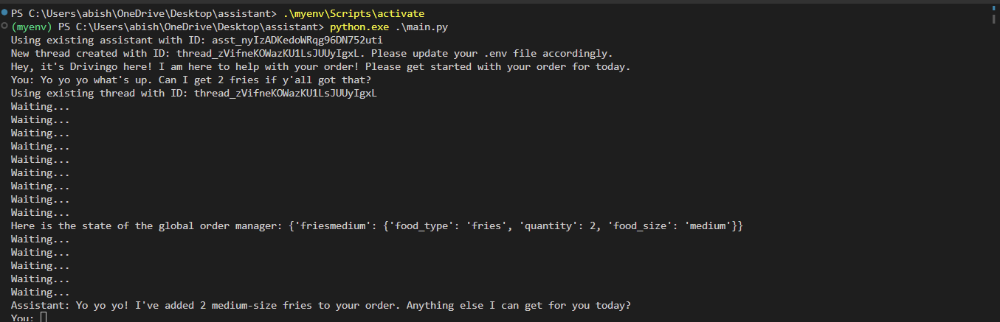 PS C:\Users\abish\OneDrive\Desktop\assistant> .\myenv\Scripts\activate
(myenv) PS C:\Users\abish\OneDrive\Desktop\assistant> python.exe .\main.py
Using existing assistant with ID: asst_nyIzADKedoWRqg96DN752uti
New thread created with ID: thread_zVifneKOWazKU1LsJUUyIgxL. Please update your .env file accordingly.
Hey, it's Drivingo here! I am here to help with your order! Please get started with your order for today.
You: Yo yo yo what's up. Can I get 2 fries if y'all got that?
Using existing thread with ID: thread_zVifneKOWazKU1LsJUUyIgxL
Waiting...
Waiting...
Waiting...
Waiting...
Waiting...
Waiting...
Waiting...
Waiting...
Waiting...
Here is the state of the global order manager: {'friesmedium': {'food_type': 'fries', 'quantity': 2, 'food_size': 'medium'}}
Waiting...
Waiting...
Waiting...
Waiting...
Waiting...
Assistant: Yo yo yo! I've added 2 medium-size fries to your order. Anything else I can get for you today?
You: